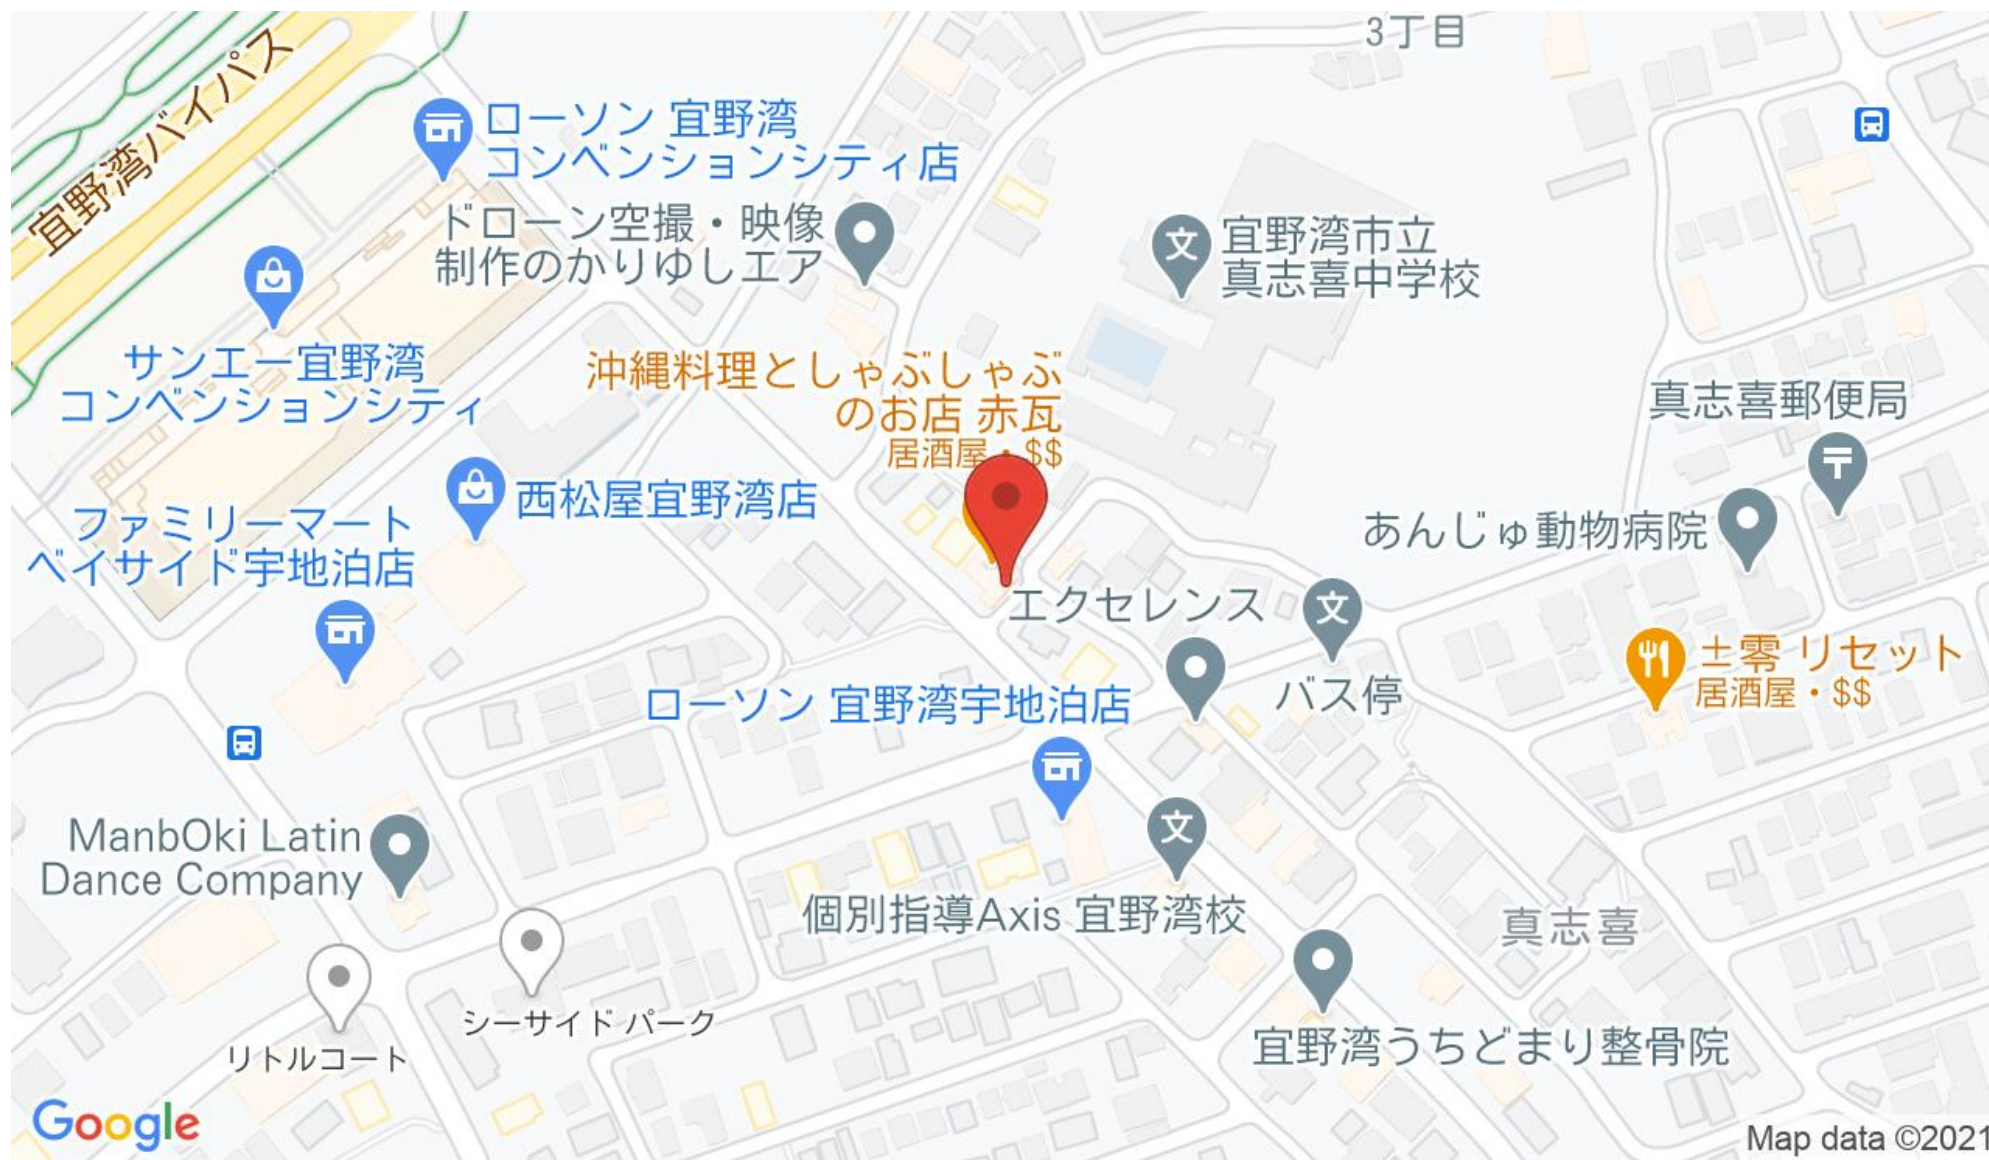 3丁目
宜野湾バイパス
ローソン 宜野湾
コンベンションシティ店
ドローン空撮・映像
制作のかりゆしエア
宜野湾市立
真志喜中学校
サンエー宜野湾
コンベンションシティ
沖縄料理としゃぶしゃぶ
のお店 赤瓦
居酒屋・$$
真志喜郵便局
西松屋宜野湾店
ファミリーマート
ベイサイド宇地泊店
あんじゅ動物病院
エクセレンス
±零 リセット
居酒屋・$$
バス停
ローソン 宜野湾宇地泊店
ManbOki Latin
Dance Company
個別指導Axis 宜野湾校
真志喜
シーサイド パーク
リトルコート
宜野湾うちどまり整骨院
Google
Map data ©2021